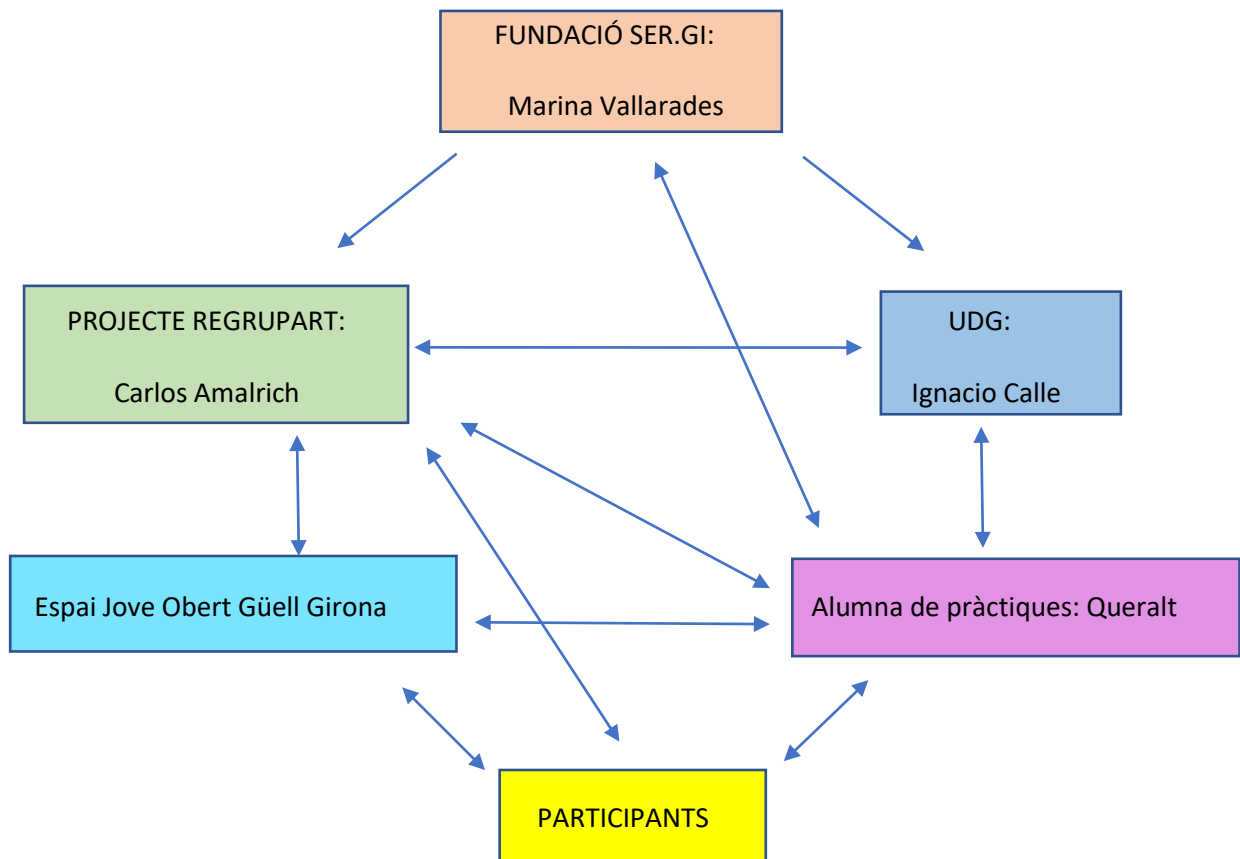 FUNDACIÓ SER.GI:
Marina Vallarades
PROJECTE REGRUPART:
Carlos Amalrich
UDG:
Ignacio Calle
Espai Jove Obert Güell Girona
Alumna de pràctiques: Queralt
PARTICIPANTS